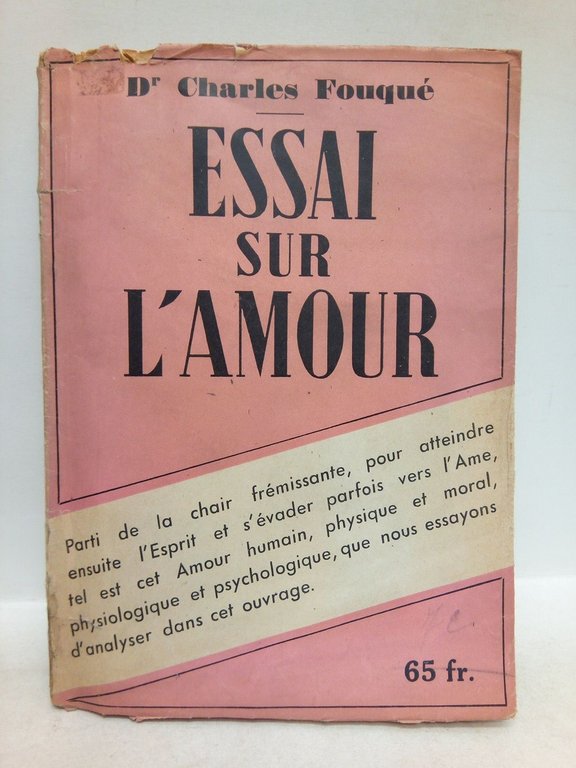 Dr Charles Fouqué
ESSAI
SUR
L'AMOUR
Parti de la chair frémissante, pour atteindre
ensuite l'Esprit et s'évader parfois vers l'Ame,
tel est cet Amour humain, physique et moral,
physiologique et psychologique, que nous essayons
d'analyser dans cet ouvrage.
65 fr.